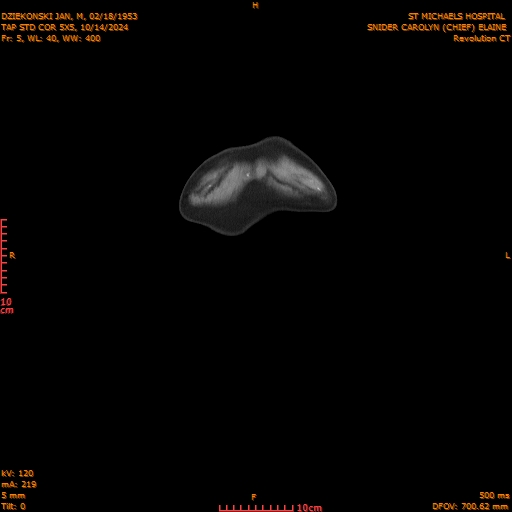 H
DZIEKONSKI JAN, M, 02/18/1953
TAP STD COR 5X5, 10/14/2024
Fr: 5, WL: 40, WW: 400
ST MICHAELS HOSPITAL
SNIDER CAROLYN (CHIEF) ELAINE
Revolution CT
R
L
10
cm
kV: 120
mA: 219
5 mm
Tilt: 0
F
10cm
500 ms
DFOV: 700.62 mm